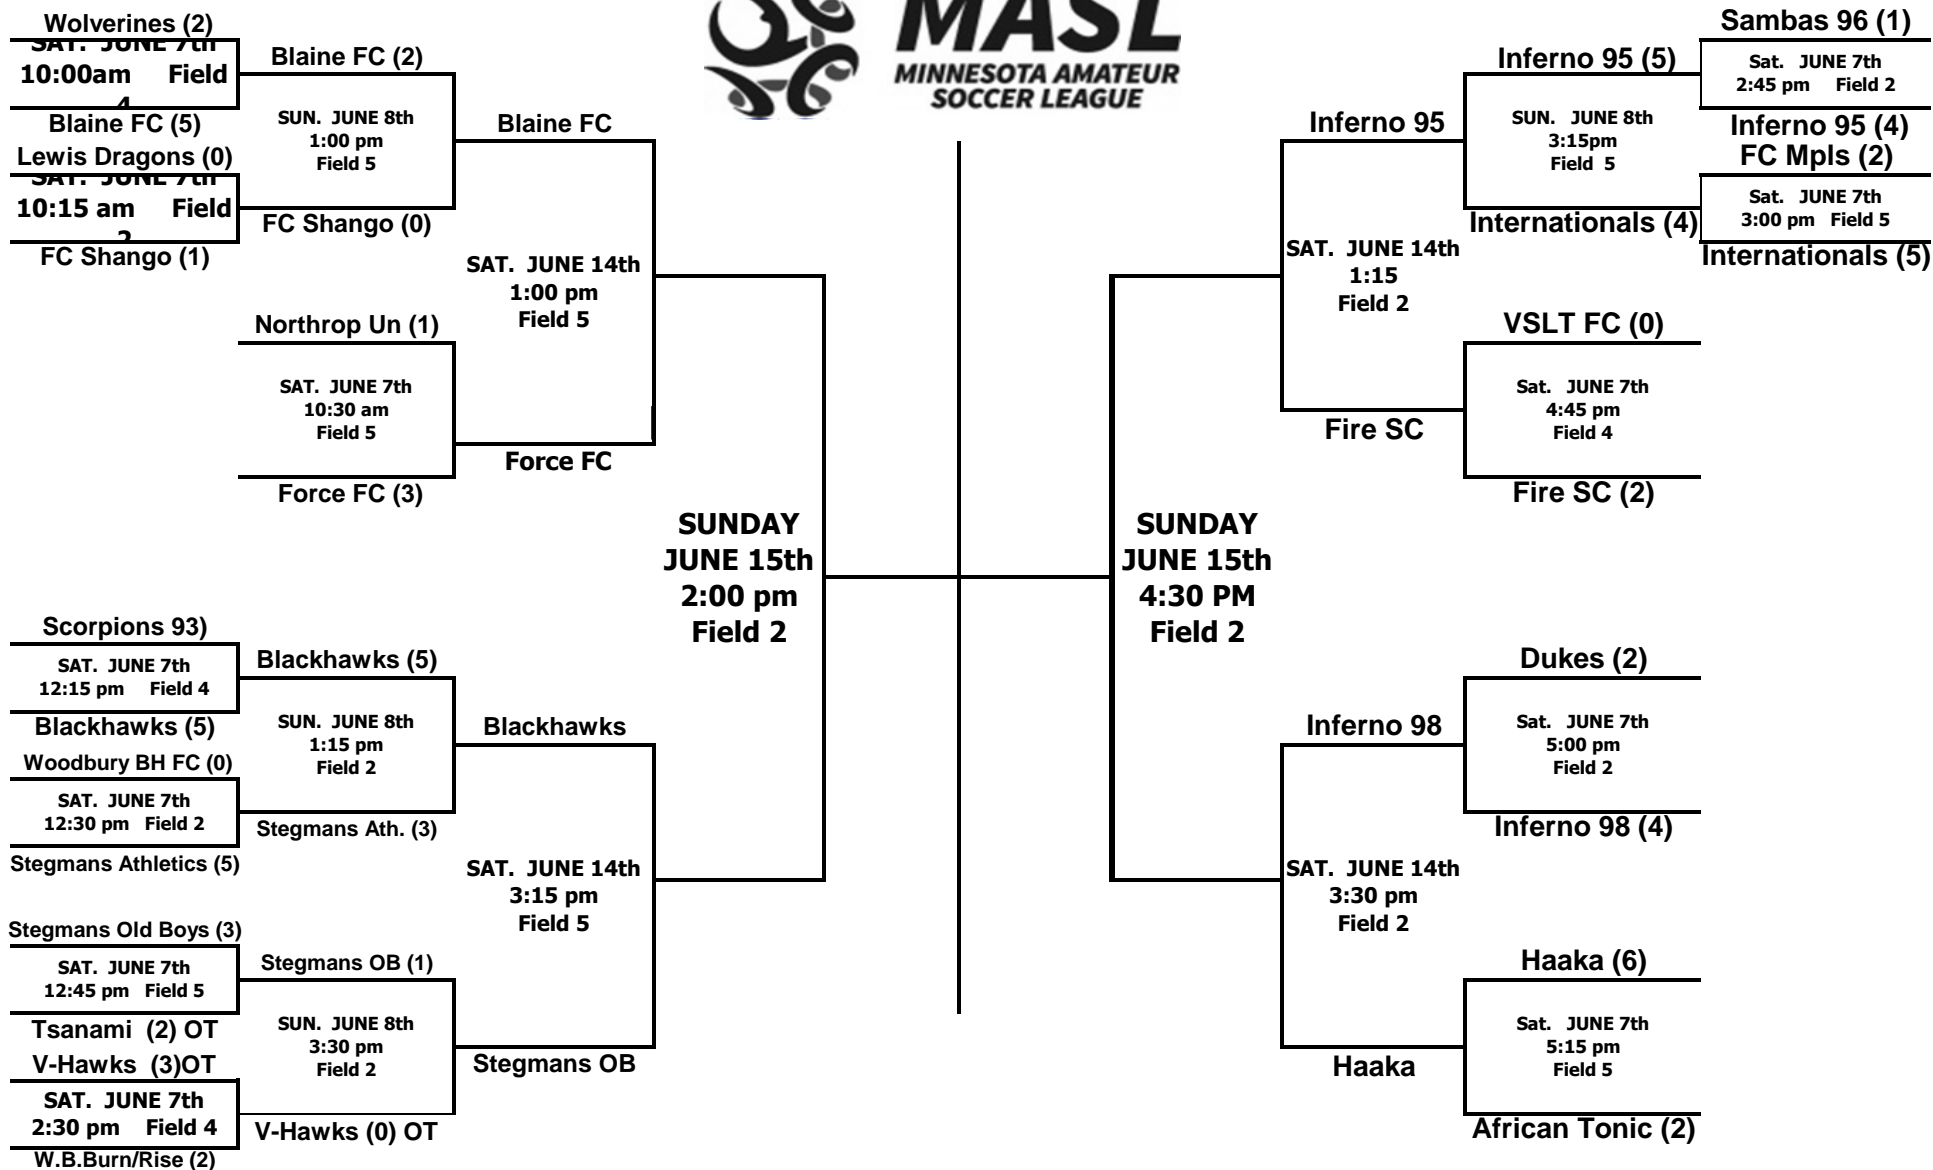 Wolverines (2)
SAT. JUNE 7th
10:00am Field
4
Blaine FC (5)
Lewis Dragons (0)
SAT. JUNE 7th
10:15 am Field
2
FC Shango (1)
Blaine FC (2)
SUN. JUNE 8th
1:00 pm
Field 5
FC Shango (0)
Northrop Un (1)
SAT. JUNE 7th
10:30 am
Field 5
Force FC (3)
Blaine FC
SAT. JUNE 14th
1:00 pm
Field 5
Force FC
Scorpions 93)
SAT. JUNE 7th
12:15 pm Field 4
Blackhawks (5)
Woodbury BH FC (0)
SAT. JUNE 7th
12:30 pm Field 2
Stegmans Athletics (5)
Blackhawks (5)
SUN. JUNE 8th
1:15 pm
Field 2
Stegmans Ath. (3)
Stegmans Old Boys (3)
SAT. JUNE 7th
12:45 pm Field 5
Tsanami (2) OT
V-Hawks (3)OT
SAT. JUNE 7th
2:30 pm Field 4
W.B.Burn/Rise (2)
Stegmans OB (1)
SUN. JUNE 8th
3:30 pm
Field 2
V-Hawks (0) OT
Blackhawks
SAT. JUNE 14th
3:15 pm
Field 5
Stegmans OB
SUNDAY
JUNE 15th
2:00 pm
Field 2
MASL
MINNESOTA AMATEUR
SOCCER LEAGUE
SUNDAY
JUNE 15th
4:30 PM
Field 2
Inferno 95
SAT. JUNE 14th
1:15
Field 2
Fire SC
Inferno 95 (5)
SUN. JUNE 8th
3:15pm
Field 5
Internationals (4)
Sambas 96 (1)
Sat. JUNE 7th
2:45 pm Field 2
Inferno 95 (4)
FC Mpls (2)
Sat. JUNE 7th
3:00 pm Field 5
Internationals (5)
VSLT FC (0)
Sat. JUNE 7th
4:45 pm
Field 4
Fire SC (2)
Inferno 98
SAT. JUNE 14th
3:30 pm
Field 2
Haaka
Dukes (2)
Sat. JUNE 7th
5:00 pm
Field 2
Inferno 98 (4)
Haaka (6)
Sat. JUNE 7th
5:15 pm
Field 5
African Tonic (2)